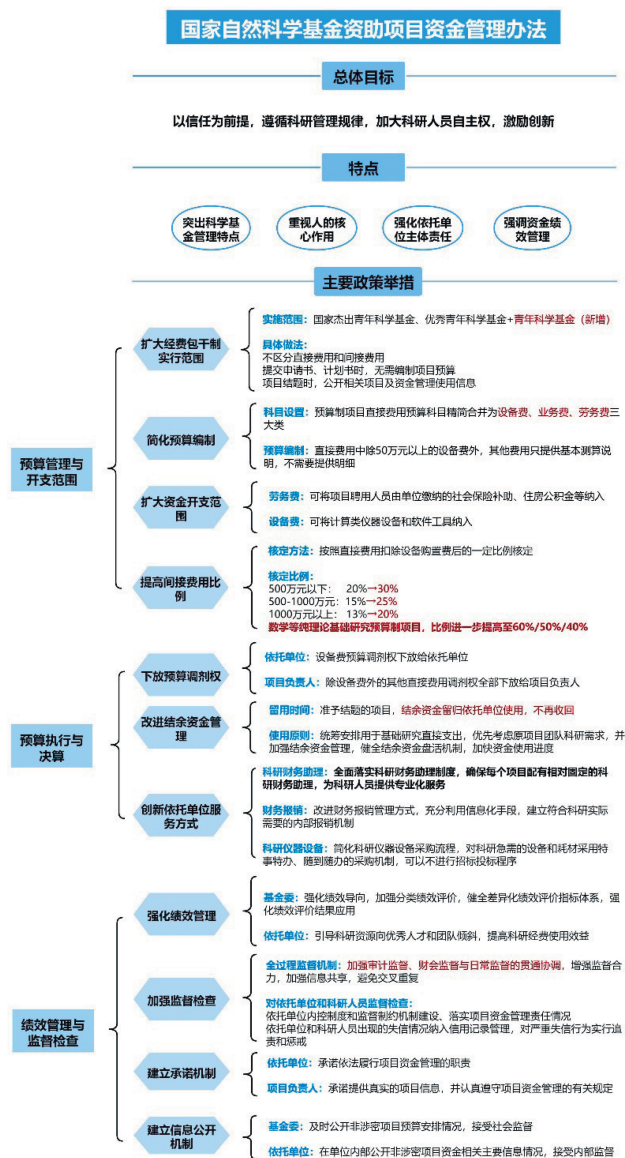 国家自然科学基金资助项目资金管理办法
总体目标
以信任为前提，遵循科研管理规律，加大科研人员自主权，激励创新
特点
突出科学基
金管理特点
重视人的核
心作用
强化依托单
位主体责任
强调资金绩
效管理
主要政策举措
预算管理与
开支范围
扩大经费包干制
实行范围
实施范围：国家杰出青年科学基金、优秀青年科学基金+青年科学基金（新增）
具体做法：
不区分直接费用和间接费用
提交申请书、计划书时，无需编制项目预算
项目结题时，公开相关项目及资金管理使用信息
简化预算编制
科目设置：预算制项目直接费用预算科目精简合并为设备费、业务费、劳务费三
大类
预算编制：直接费用中除50万元以上的设备费外，其他费用只提供基本测算说
明，不需要提供明细
扩大资金开支范
围
劳务费：可将项目聘用人员由单位缴纳的社会保险补助、住房公积金等纳入
设备费：可将计算类仪器设备和软件工具纳入
提高间接费用比
例
核定方法：按照直接费用扣除设备购置费后的一定比例核定
核定比例：
500万元以下： 20%→30%
500-1000万元：15%→25%
1000万元以上：13%→20%
数学等纯理论基础研究预算制项目，比例进一步提高至60%/50%/40%
预算执行与
决算
下放预算调剂权
依托单位：设备费预算调剂权下放给依托单位
项目负责人：除设备费外的其他直接费用调剂权全部下放给项目负责人
改进结余资金管
理
留用时间：准予结题的项目，结余资金留归依托单位使用，不再收回
使用原则：统筹安排用于基础研究直接支出，优先考虑原项目团队科研需求，并
加强结余资金管理，健全结余资金盘活机制，加快资金使用进度
创新依托单位服
务方式
科研财务助理：全面落实科研财务助理制度，确保每个项目配有相对固定的科
研财务助理，为科研人员提供专业化服务
财务报销：改进财务报销管理方式，充分利用信息化手段，建立符合科研实际
需要的内部报销机制
科研仪器设备：简化科研仪器设备采购流程，对科研急需的设备和耗材采用特
事特办、随到随办的采购机制，可以不进行招标投标程序
绩效管理与
监督检查
强化绩效管理
基金委：强化绩效导向，加强分类绩效评价，健全差异化绩效评价指标体系，强
化绩效评价结果应用
依托单位：引导科研资源向优秀人才和团队倾斜，提高科研经费使用效益
加强监督检查
全过程监督机制：加强审计监督、财会监督与日常监督的贯通协调，增强监督合
力，加强信息共享，避免交叉重复
对依托单位和科研人员监督检查：
依托单位内控制度和监督制约机制建设、落实项目资金管理责任情况
依托单位和科研人员出现的失信情况纳入信用记录管理，对严重失信行为实行追
责和惩戒
建立承诺机制
依托单位：承诺依法履行项目资金管理的职责
项目负责人：承诺提供真实的项目信息，并认真遵守项目资金管理的有关规定
建立信息公开
机制
基金委：及时公开非涉密项目预算安排情况，接受社会监督
依托单位：在单位内部公开非涉密项目资金相关主要信息情况，接受内部监督